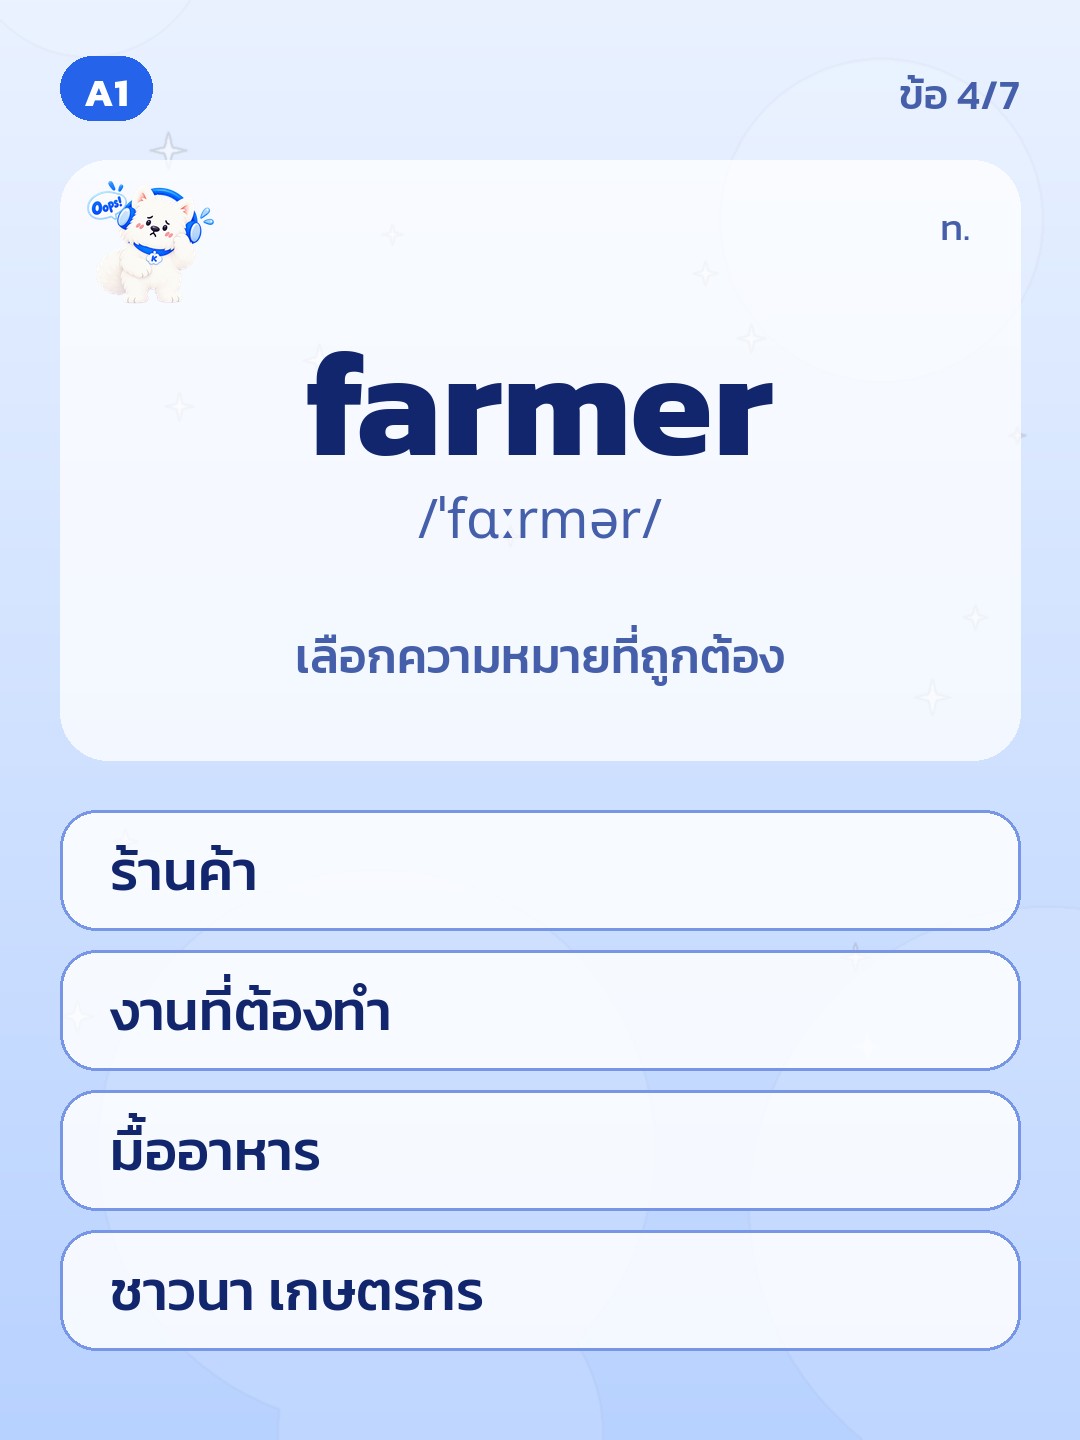 A1
ข้อ 4/7
Oops!
n.
K
farmer
/ˈfɑːrmər/
เลือกความหมายที่ถูกต้อง
ร้านค้า
งานที่ต้องทำ
มื้ออาหาร
ชาวนา เกษตรกร